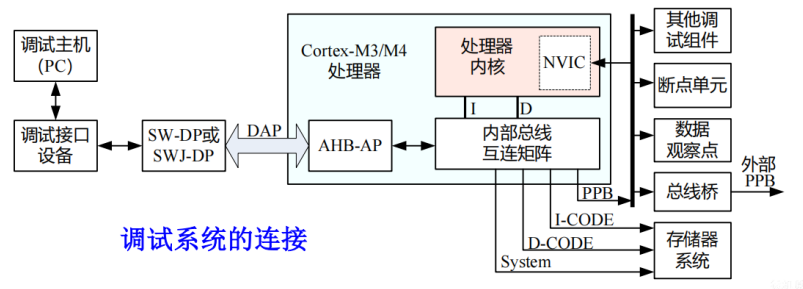 调试主机
（PC）
调试接口
设备
SW-DP或
SWJ-DP
DAP
Cortex-M3/M4
处理器
AHB-AP
处理器
内核
NVIC
I
D
内部总线
互连矩阵
PPB
I-CODE
D-CODE
System
其他调
试组件
断点单元
数据
观察点
总线桥
外部
PPB
存储器
系统
调试系统的连接